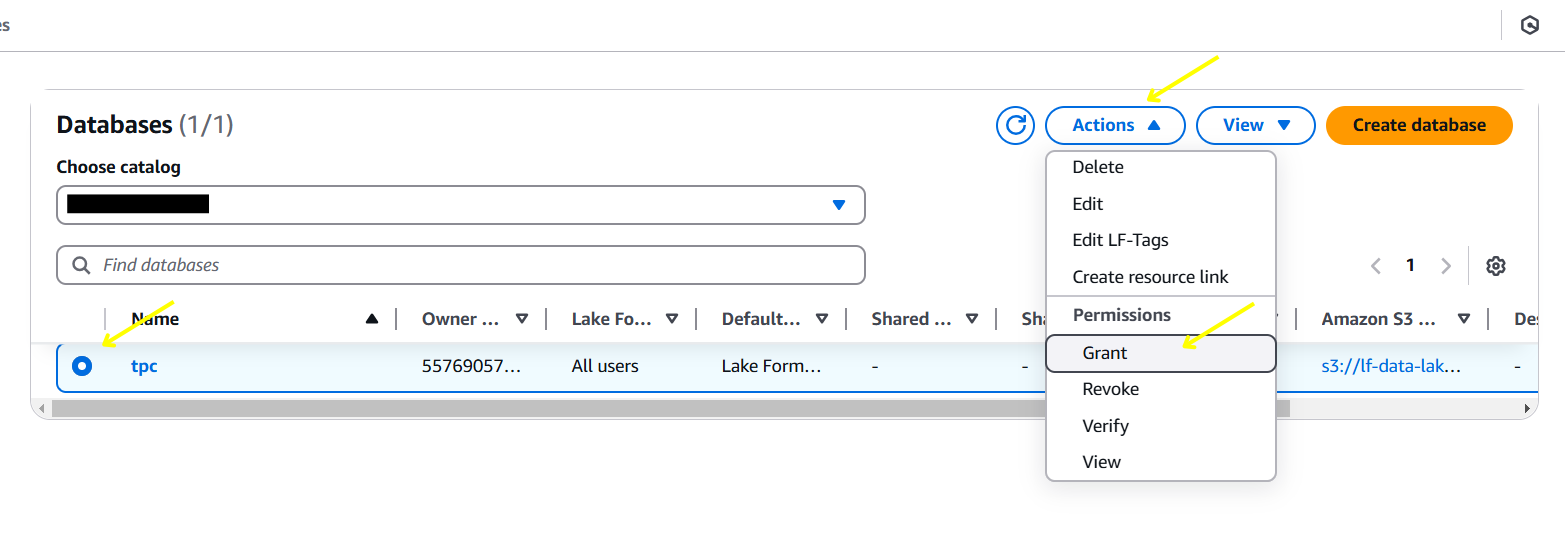 es
Databases (1/1)
Actions
View
Create database
Choose catalog
Delete
Edit
Edit LF-Tags
Create resource link
Permissions
Grant
Revoke
Verify
View
Find databases
1
Name
Owner ...
Lake Fo...
Default...
Shared ...
Sha
Amazon S3 ...
Des
tpc
55769057...
All users
Lake Form...
-
-
s3://lf-data-lak...
-